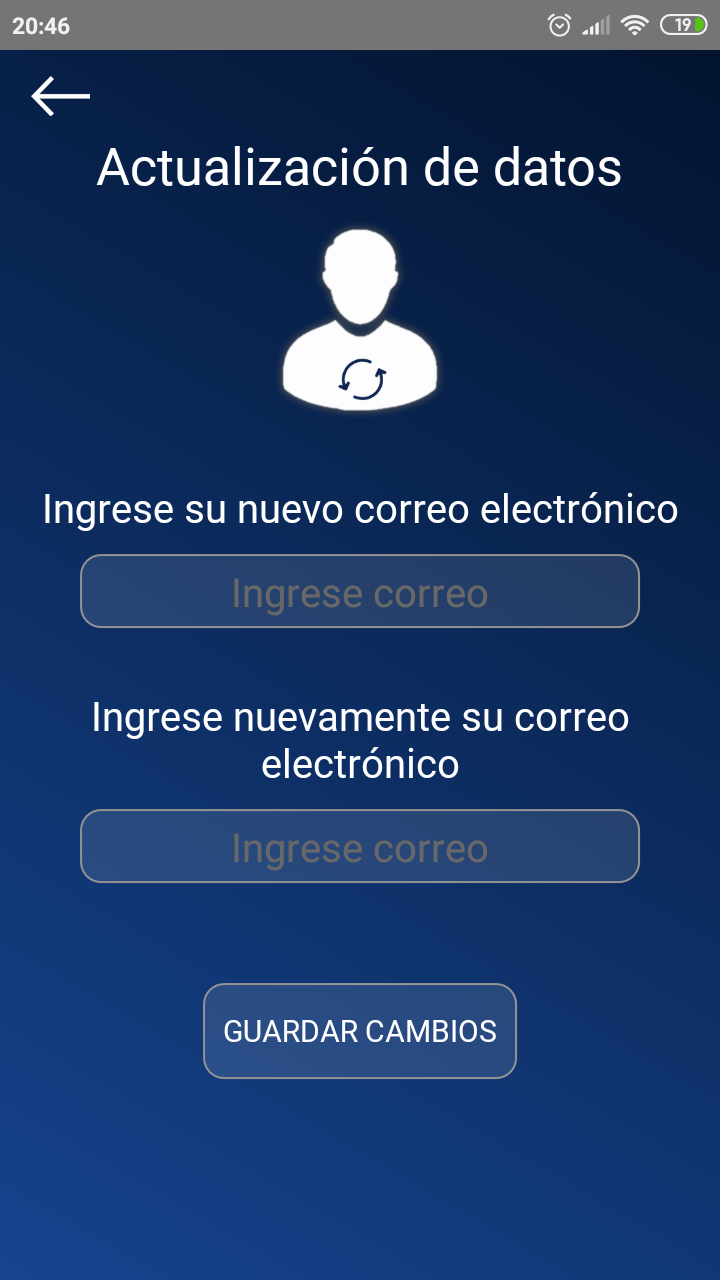 20:46
19
Actualización de datos
Ingrese su nuevo correo electrónico
Ingrese correo
Ingrese nuevamente su correo
electrónico
Ingrese correo
GUARDAR CAMBIOS